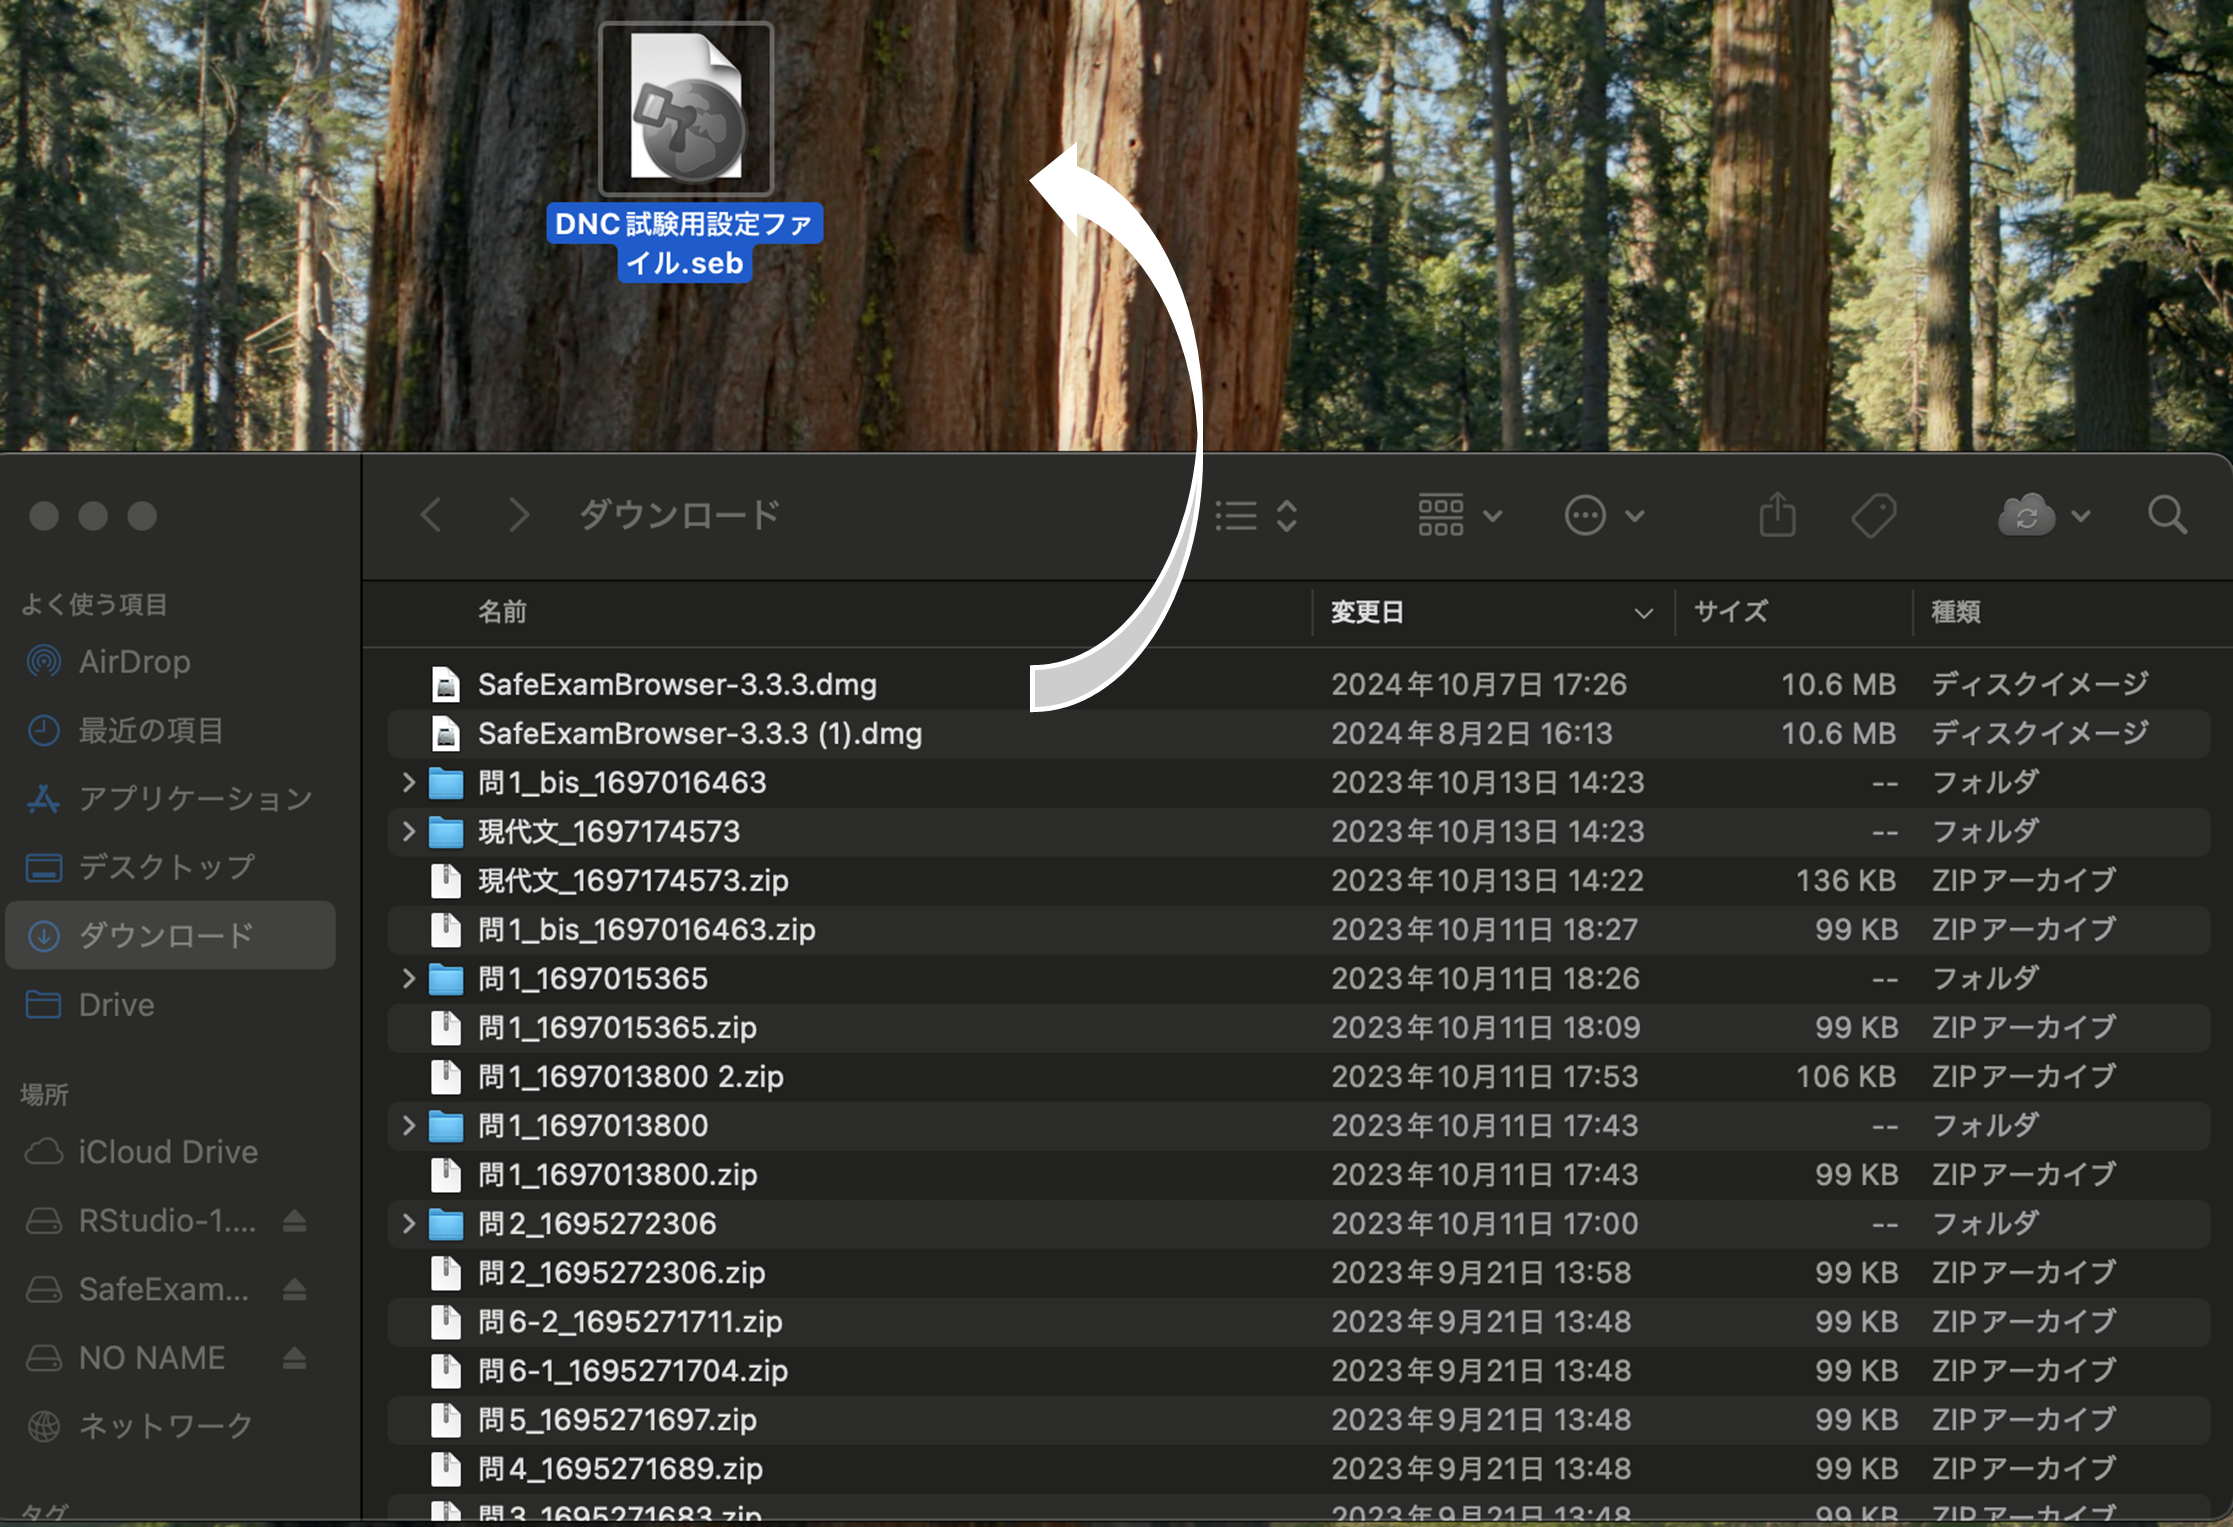 DNC 試験用設定ファ
イル.seb
ダウンロード
よく使う項目
AirDrop
最近の項目
アプリケーション
デスクトップ
ダウンロード
Drive
場所
iCloud Drive
RStudio-1....
SafeExam...
NO NAME
ネットワーク
タグ
名前 変更日 サイズ 種類
SafeExamBrowser-3.3.3.dmg 2024年10月7日 17:26 10.6 MB ディスクイメージ
SafeExamBrowser-3.3.3 (1).dmg 2024年8月2日 16:13 10.6 MB ディスクイメージ
問1_bis_1697016463 2023年10月13日 14:23 -- フォルダ
現代文_1697174573 2023年10月13日 14:23 -- フォルダ
現代文_1697174573.zip 2023年10月13日 14:22 136 KB ZIPアーカイブ
問1_bis_1697016463.zip 2023年10月11日 18:27 99 KB ZIPアーカイブ
問1_1697015365 2023年10月11日 18:26 -- フォルダ
問1_1697015365.zip 2023年10月11日 18:09 99 KB ZIPアーカイブ
問1_1697013800 2.zip 2023年10月11日 17:53 106 KB ZIPアーカイブ
問1_1697013800 2023年10月11日 17:43 -- フォルダ
問1_1697013800.zip 2023年10月11日 17:43 99 KB ZIPアーカイブ
問2_1695272306 2023年10月11日 17:00 -- フォルダ
問2_1695272306.zip 2023年9月21日 13:58 99 KB ZIPアーカイブ
問6-2_1695271711.zip 2023年9月21日 13:48 99 KB ZIPアーカイブ
問6-1_1695271704.zip 2023年9月21日 13:48 99 KB ZIPアーカイブ
問5_1695271697.zip 2023年9月21日 13:48 99 KB ZIPアーカイブ
問4_1695271689.zip 2023年9月21日 13:48 99 KB ZIPアーカイブ
問3_1695271683.zip 2023年9月21日 13:48 99 KB ZIPアーカイブ